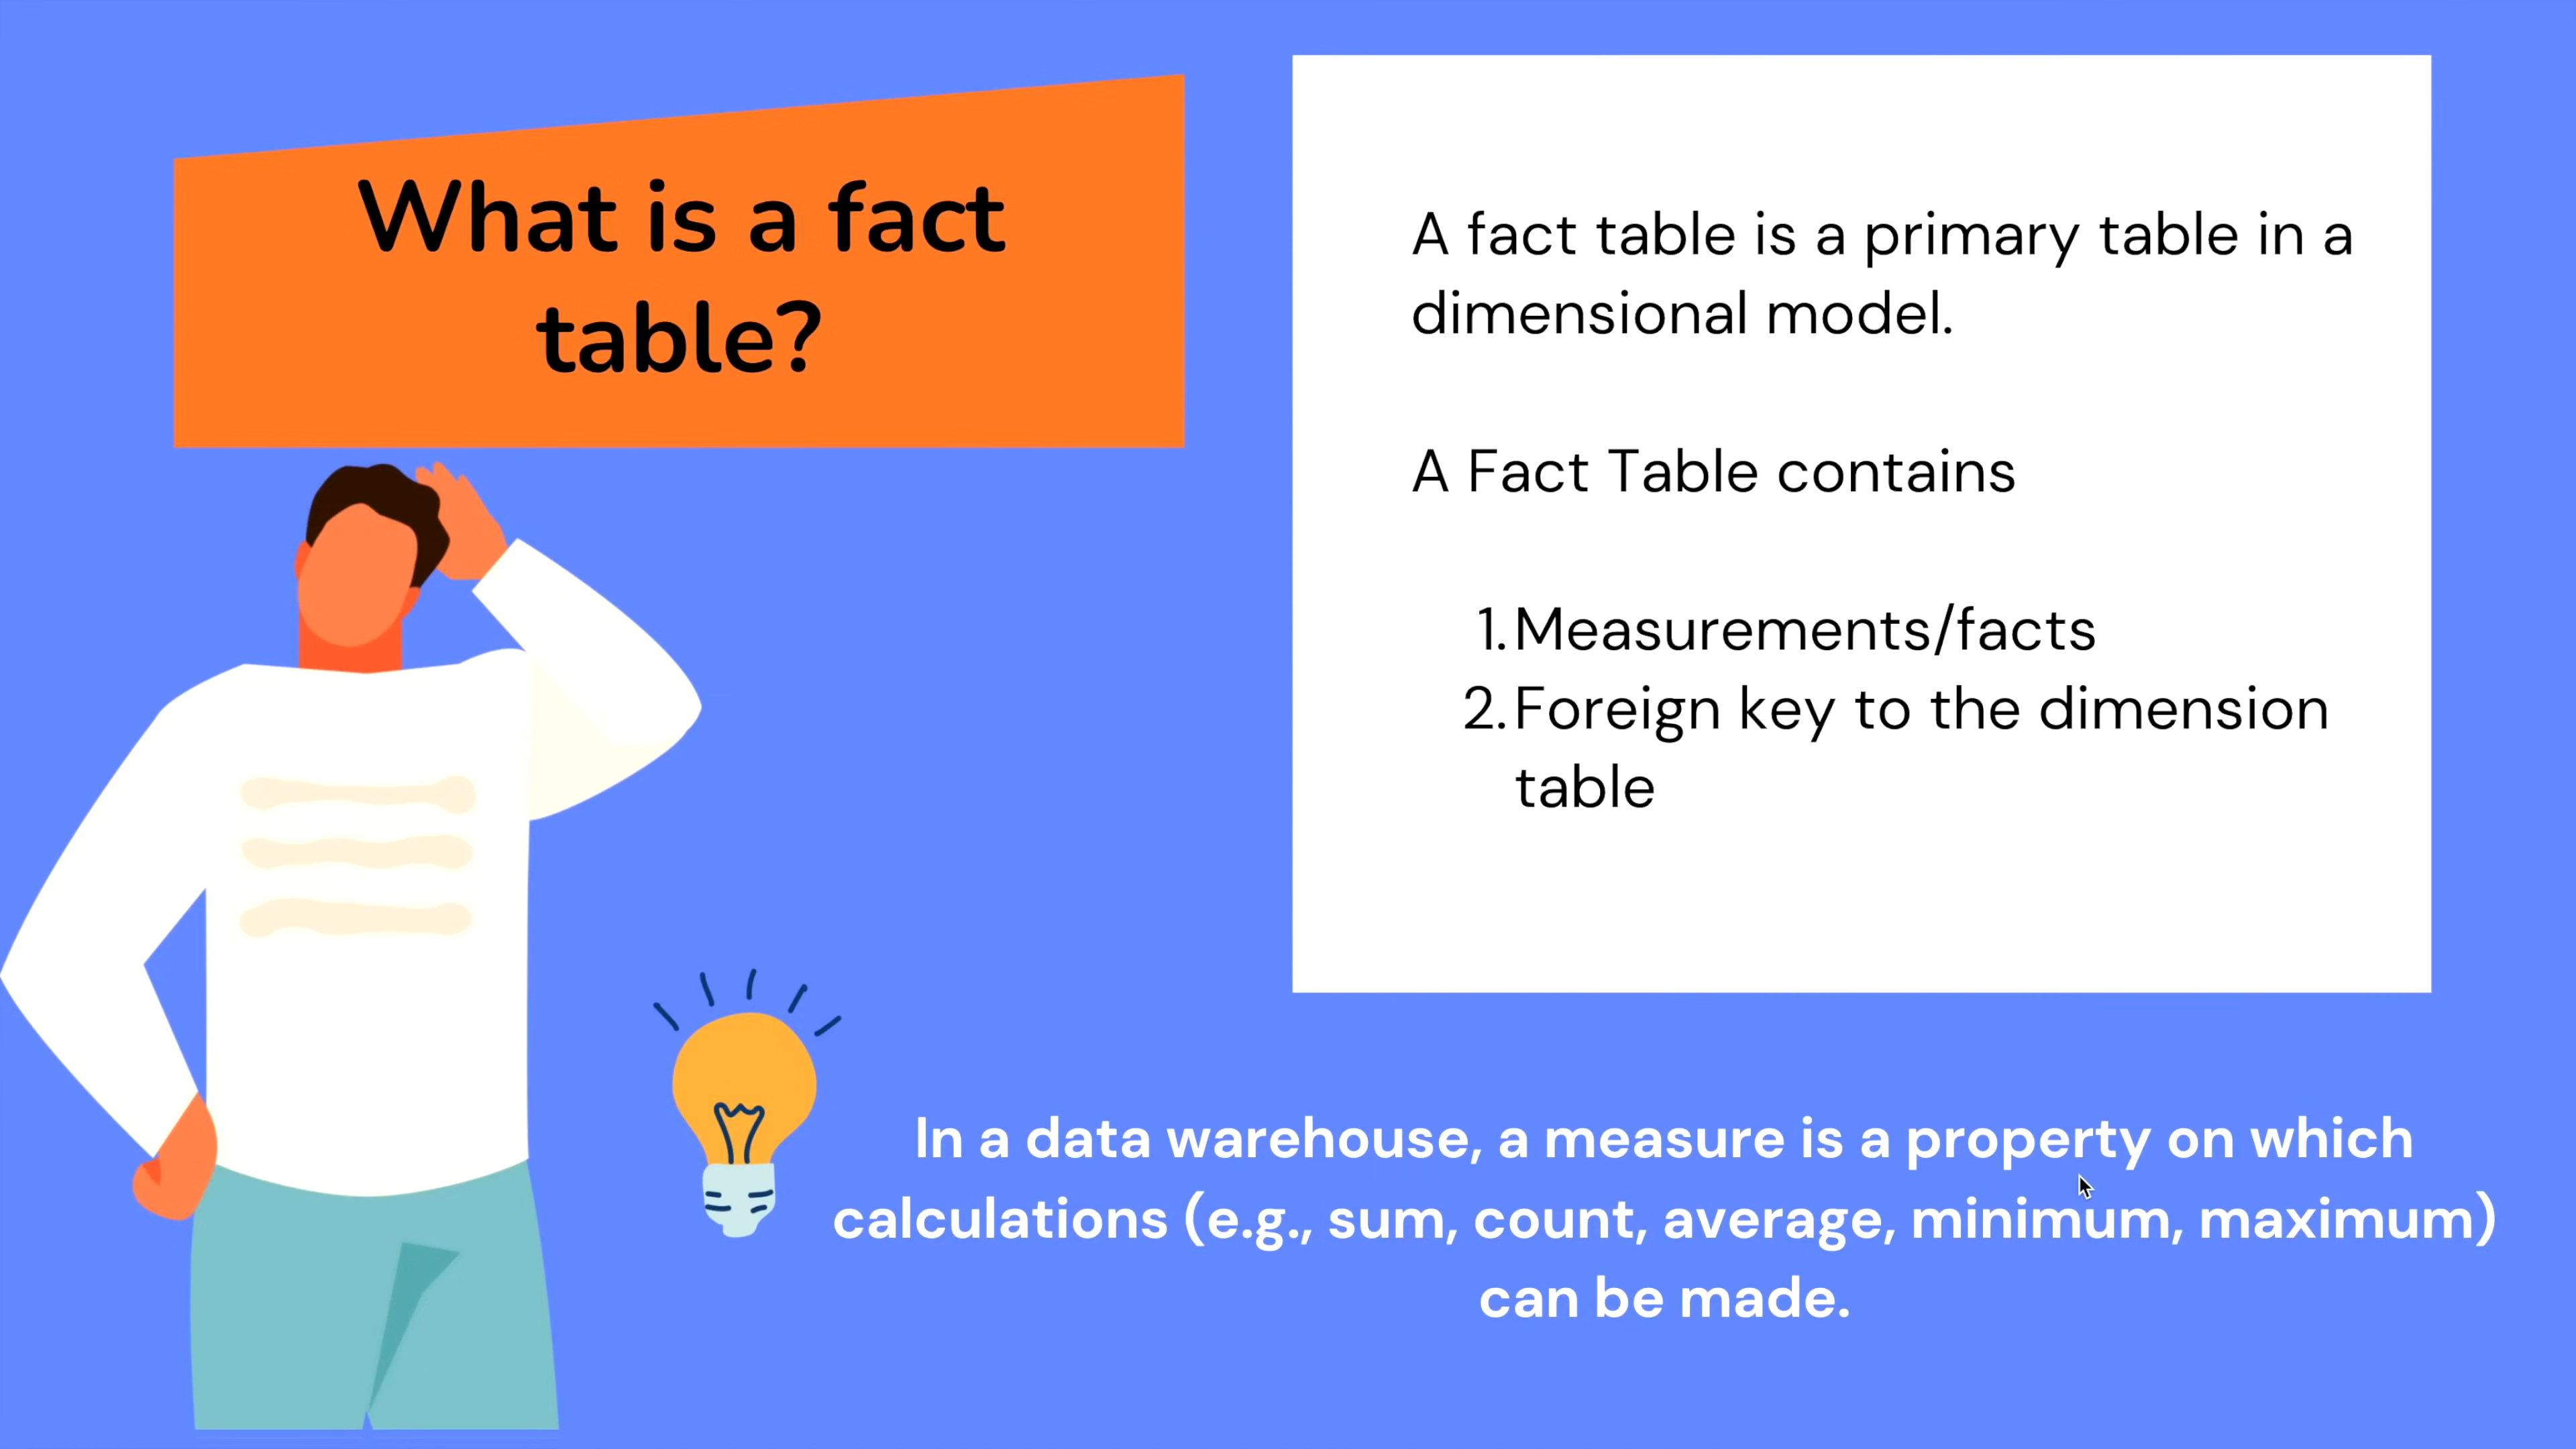 What is a fact
table?
A fact table is a primary table in a
dimensional model.
A Fact Table contains
1. Measurements/facts
2. Foreign key to the dimension
table
In a data warehouse, a measure is a property on which
calculations (e.g., sum, count, average, minimum, maximum)
can be made.